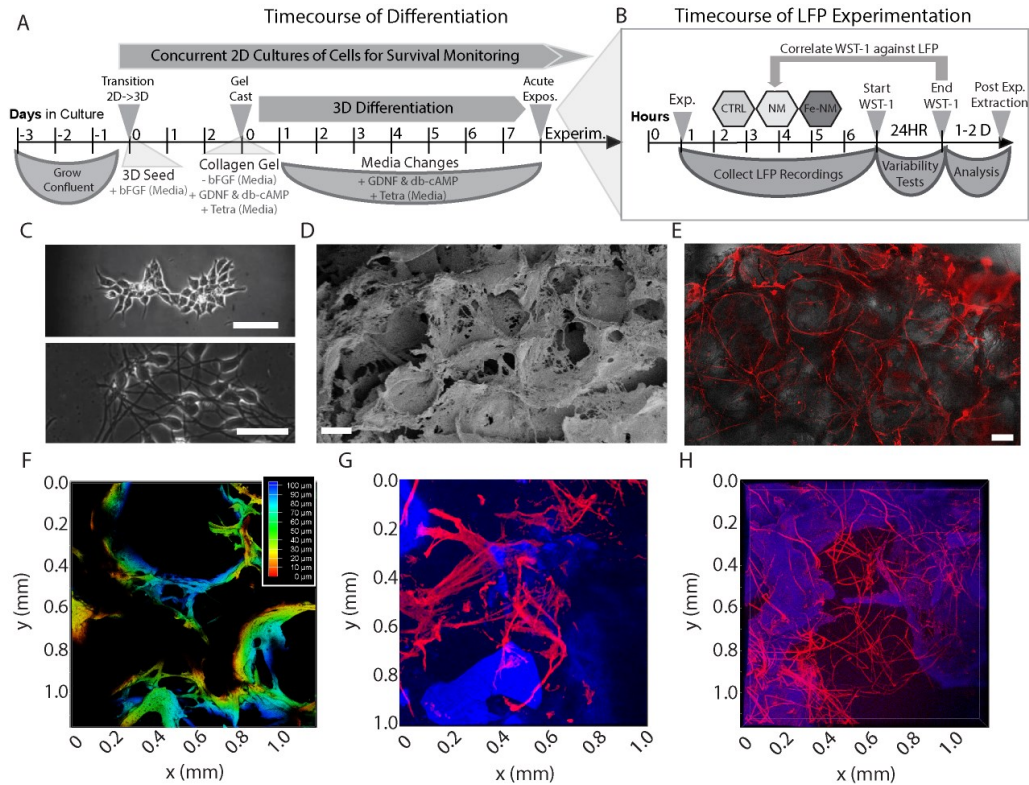 A
Timecourse of Differentiation
Concurrent 2D Cultures of Cells for Survival Monitoring
Transition
2D->3D
Gel
Cast
Acute
Expos.
Days in Culture
3D Differentiation
-3 -2 -1 0 1 2 0 1 2 3 4 5 6 7 Experim.
Grow
Confluent
3D Seed
+ bFGF (Media)
Collagen Gel
- bFGF (Media)
+ GDNF & db-cAMP
+ Tetra (Media)
Media Changes
+ GDNF & db-cAMP
+ Tetra (Media)
B
Timecourse of LFP Experimentation
Correlate WST-1 against LFP
Hours
Exp.
CTRL
NM
Fe-NM
Start
WST-1
End
WST-1
Post Exp.
Extraction
0 1 2 3 4 5 6 24HR 1-2 D
Collect LFP Recordings
Variability
Tests
Analysis
C
D
E
F
0.0
0.2
0.4
0.6
0.8
1.0
y (mm)
100 µm
90 µm
80 µm
70 µm
60 µm
50 µm
40 µm
30 µm
20 µm
10 µm
0 µm
0.0 0.2 0.4 0.6 0.8 1.0
x (mm)
G
0.0
0.2
0.4
0.6
0.8
1.0
y (mm)
0.0 0.2 0.4 0.6 0.8 1.0
x (mm)
H
0.0
0.2
0.4
0.6
0.8
1.0
y (mm)
0.0 0.2 0.4 0.6 0.8 1.0
x (mm)